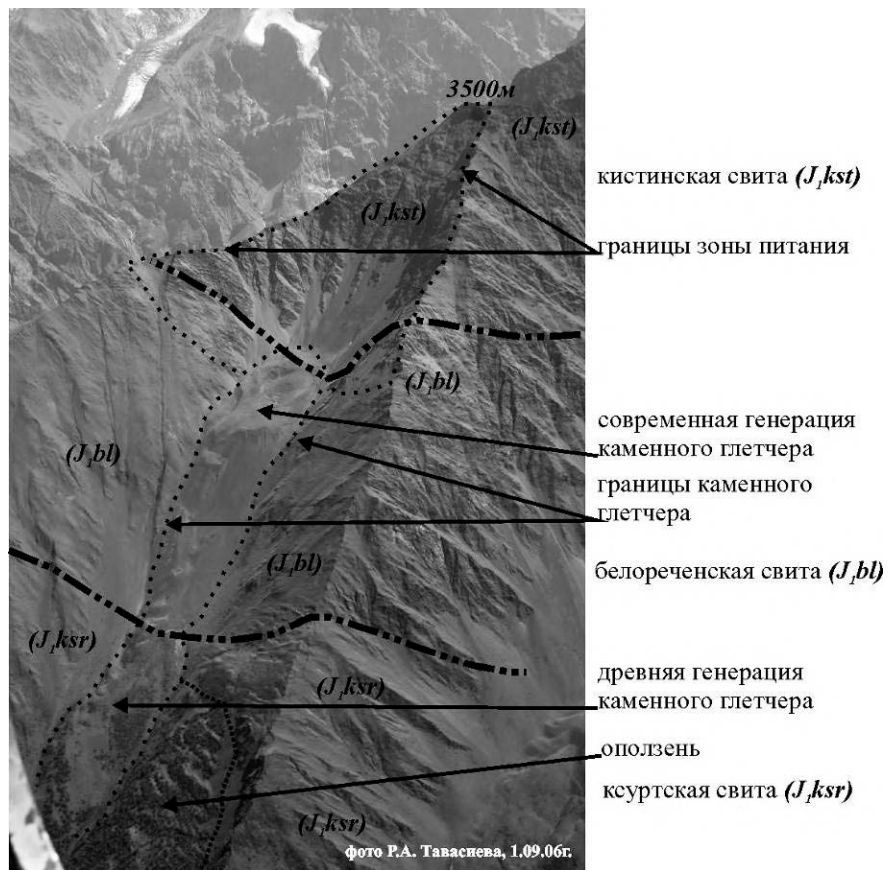 3500м
(J₁kst)
кистинская свита (J₁kst)
(J₁kst)
границы зоны питания
(J₁bl)
современная генерация
каменного глетчера
(J₁bl)
границы каменного
глетчера
(J₁bl)
белореченская свита (J₁bl)
(J₁ksr)
древняя генерация
каменного глетчера
(J₁ksr)
оползень
ксуртская свита (J₁ksr)
(J₁ksr)
фото Р.А. Тавасиева, 1.09.06г.